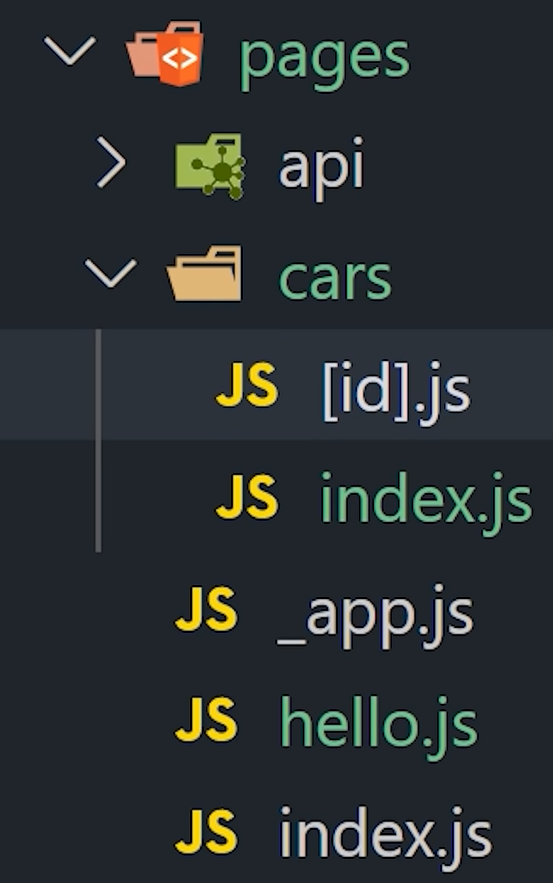 pages
api
cars
JS [id].js
JS index.js
JS _app.js
JS hello.js
JS index.js